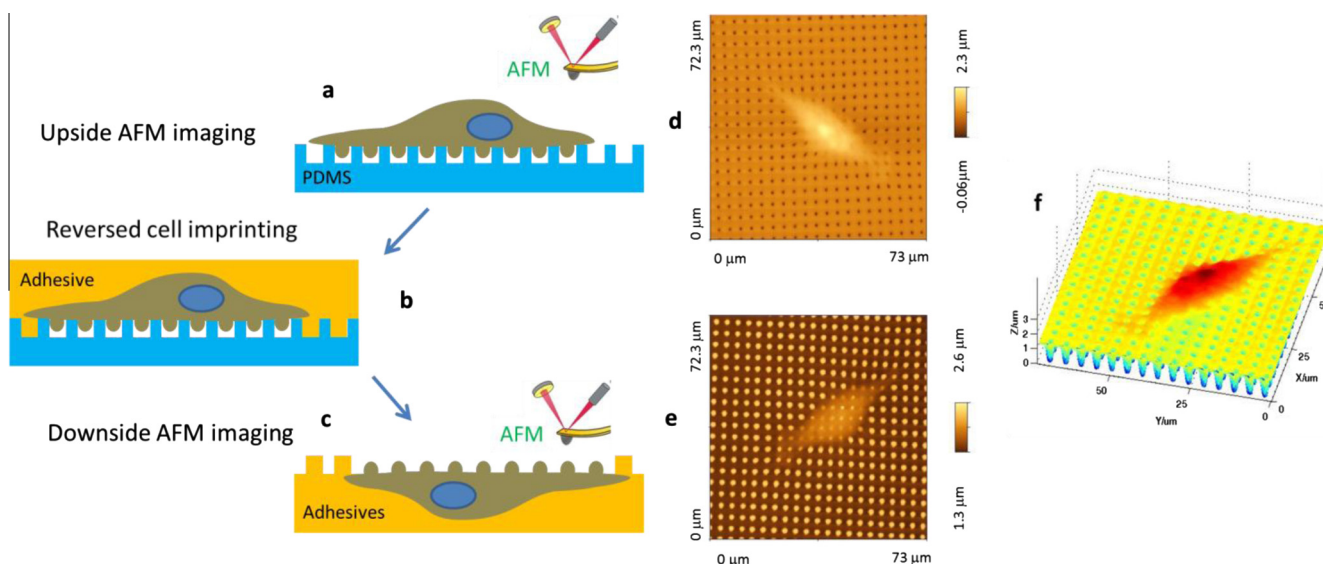 a
AFM
Upside AFM imaging
PDMS
Reversed cell imprinting
Adhesive
b
Downside AFM imaging
c
AFM
Adhesives
d
72.3 µm
0 µm
0 µm
73 µm
2.3 µm
-0.06µm
e
72.3 µm
0 µm
0 µm
73 µm
2.6 µm
1.3 µm
f
Z/um
3
2
1
0
50
25
0
Y/um
0
25
X/um